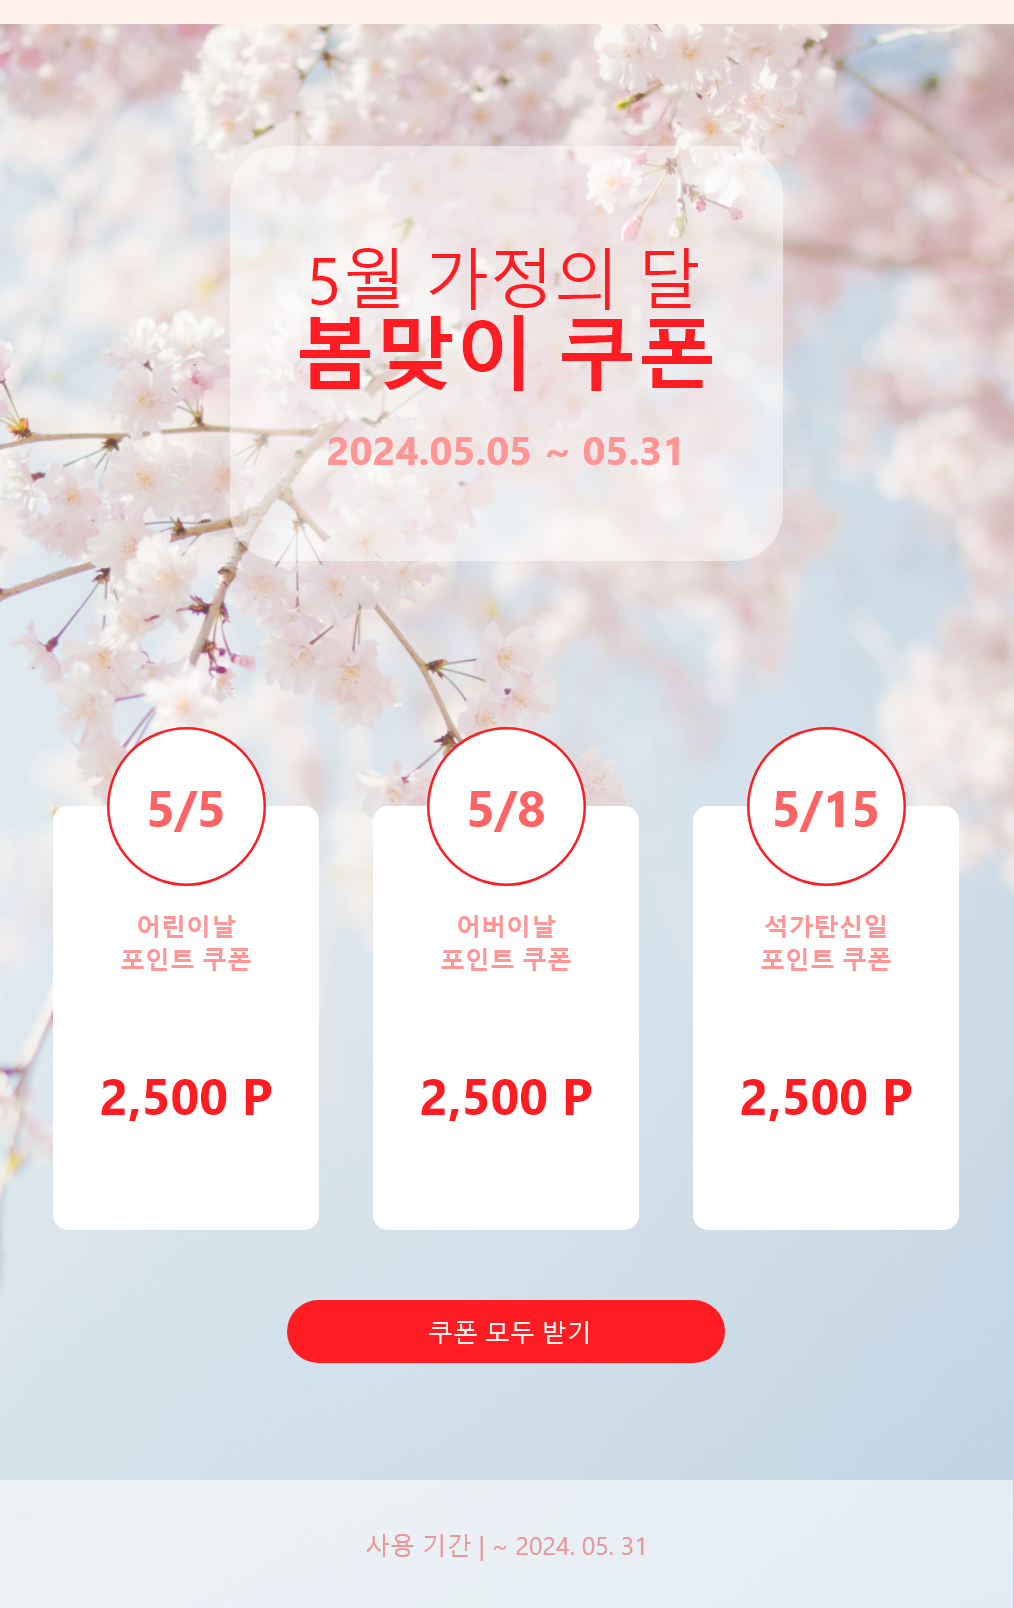 5월 가정의 달
봄맞이 쿠폰
2024.05.05 ~ 05.31
5/5
어린이날
포인트 쿠폰
2,500 P
5/8
어버이날
포인트 쿠폰
2,500 P
5/15
석가탄신일
포인트 쿠폰
2,500 P
쿠폰 모두 받기
사용 기간 | ~ 2024. 05. 31